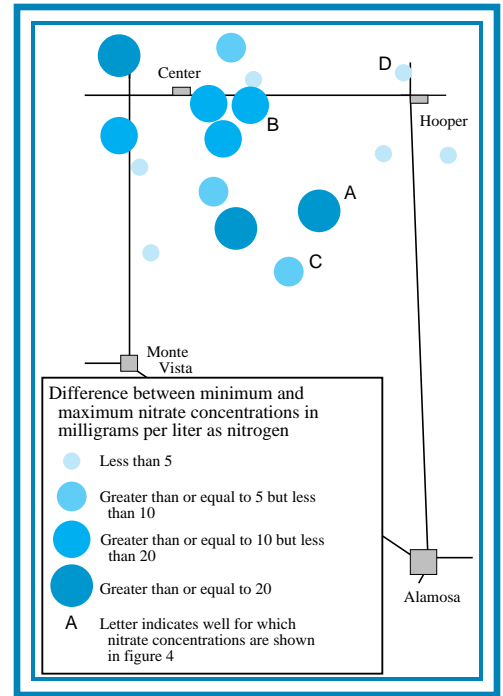 D
Center
Hooper
B
A
C
Monte
Vista
Difference between minimum and
maximum nitrate concentrations in
milligrams per liter as nitrogen
Less than 5
Greater than or equal to 5 but less
than 10
Greater than or equal to 10 but less
than 20
Greater than or equal to 20
A Letter indicates well for which
nitrate concentrations are shown
in figure 4
Alamosa